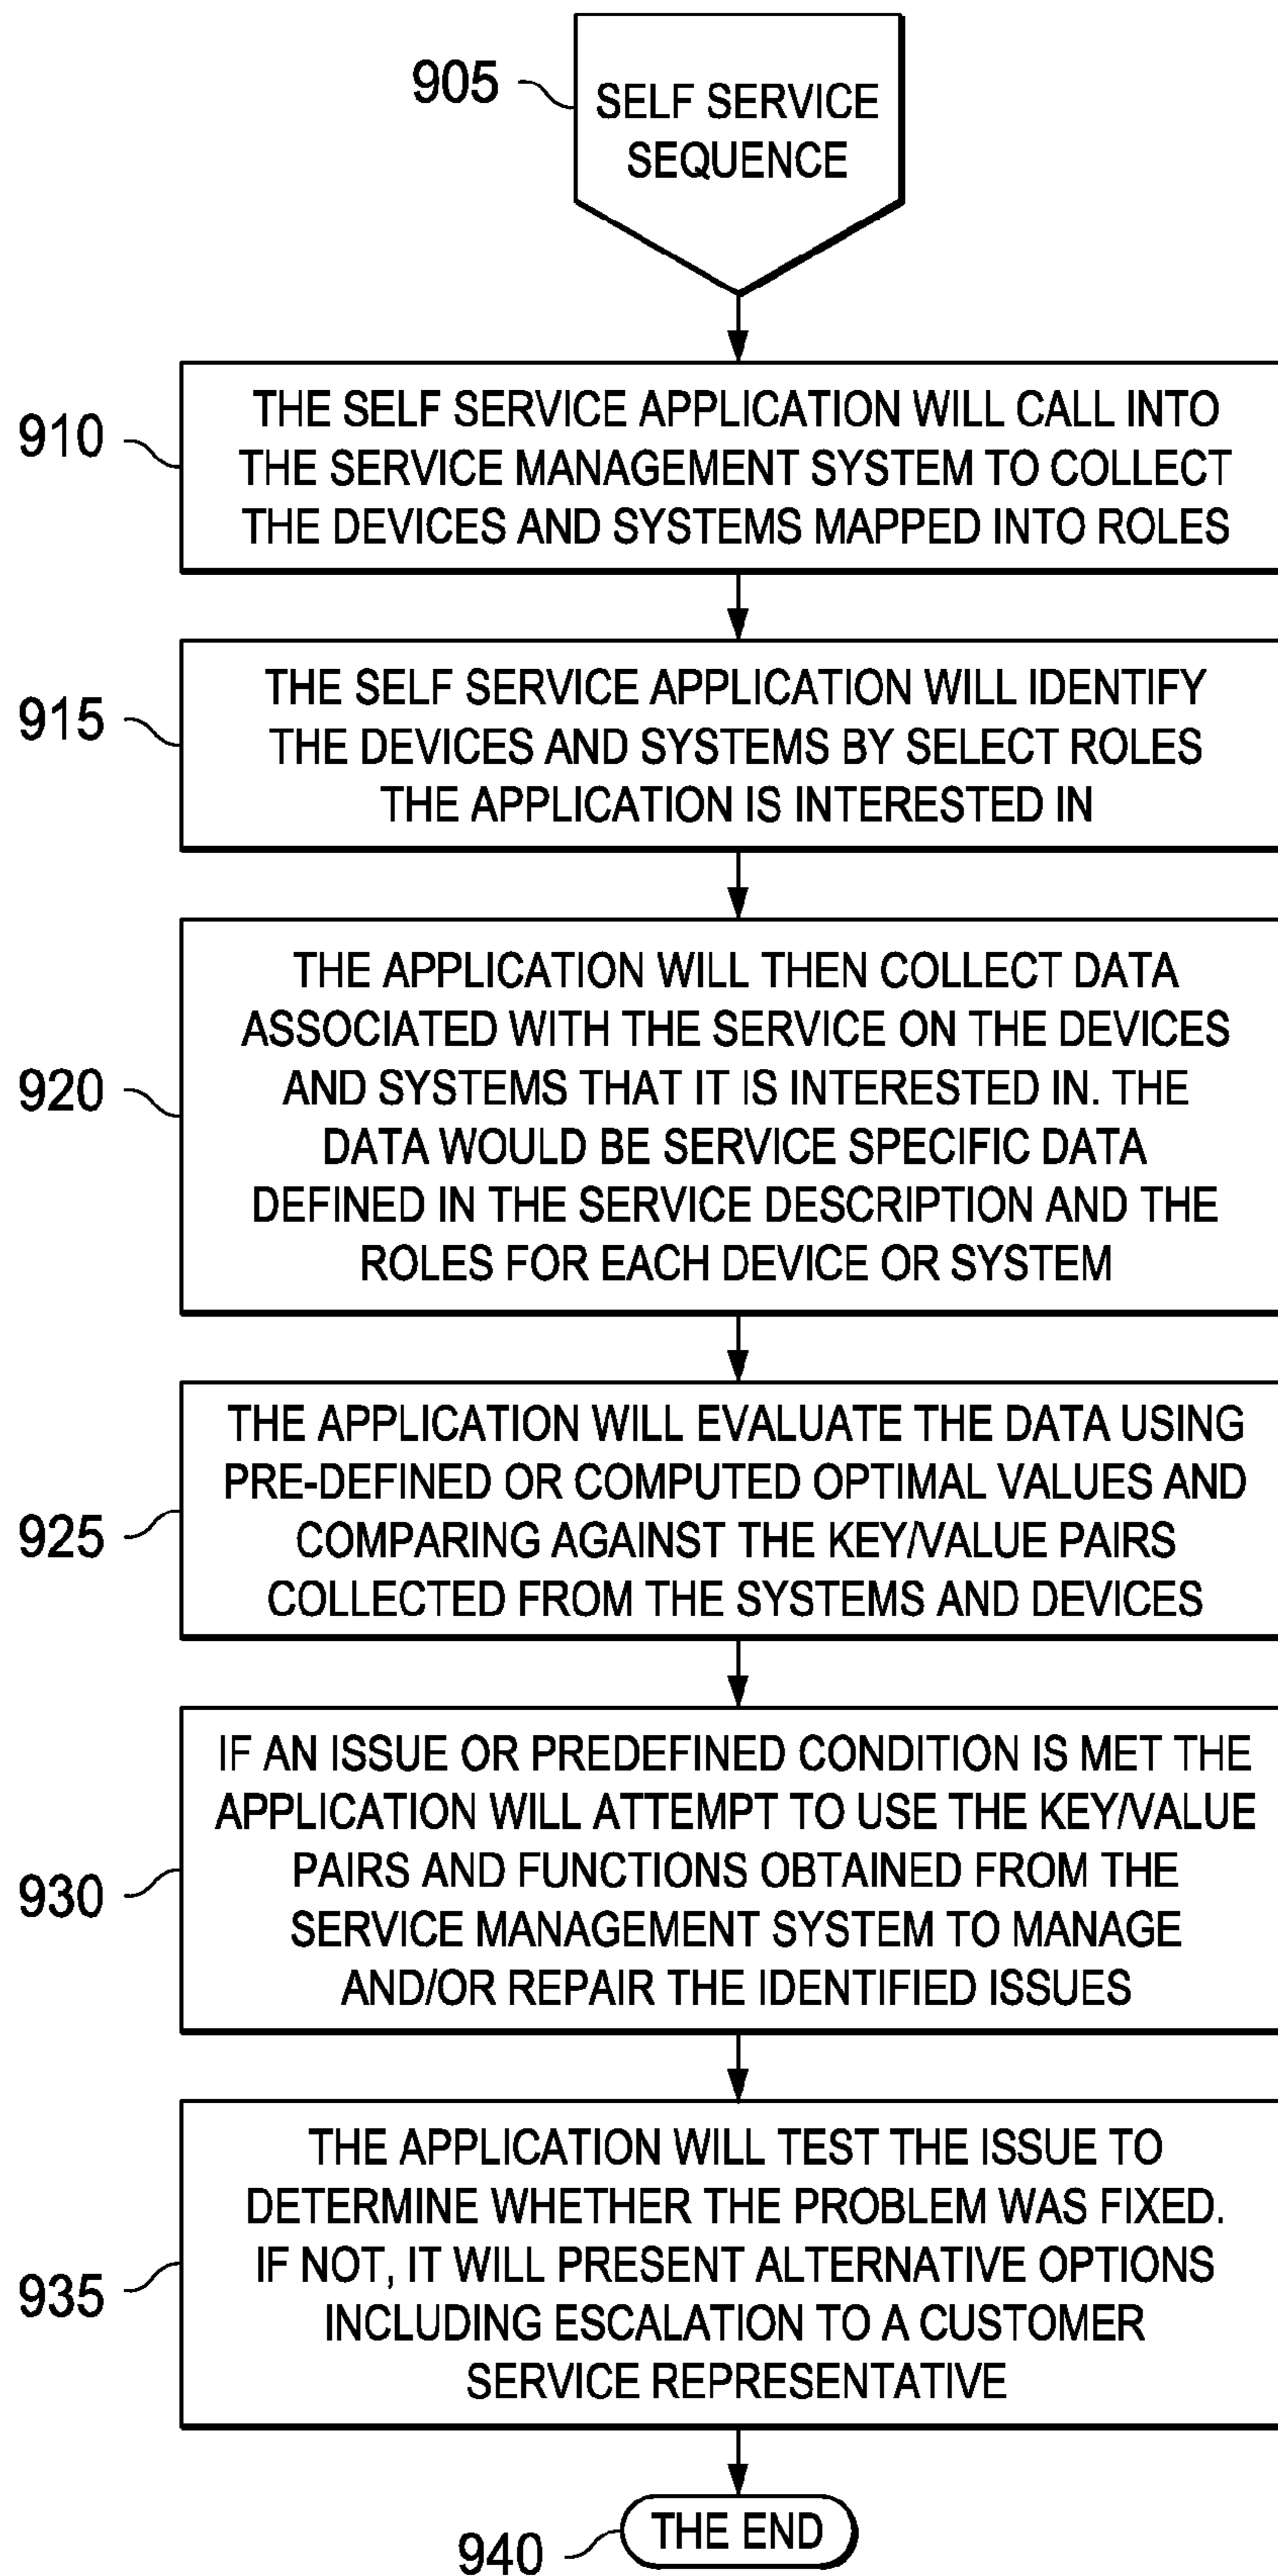 905
SELF SERVICE
SEQUENCE
910
THE SELF SERVICE APPLICATION WILL CALL INTO
THE SERVICE MANAGEMENT SYSTEM TO COLLECT
THE DEVICES AND SYSTEMS MAPPED INTO ROLES
915
THE SELF SERVICE APPLICATION WILL IDENTIFY
THE DEVICES AND SYSTEMS BY SELECT ROLES
THE APPLICATION IS INTERESTED IN
920
THE APPLICATION WILL THEN COLLECT DATA
ASSOCIATED WITH THE SERVICE ON THE DEVICES
AND SYSTEMS THAT IT IS INTERESTED IN. THE
DATA WOULD BE SERVICE SPECIFIC DATA
DEFINED IN THE SERVICE DESCRIPTION AND THE
ROLES FOR EACH DEVICE OR SYSTEM
925
THE APPLICATION WILL EVALUATE THE DATA USING
PRE-DEFINED OR COMPUTED OPTIMAL VALUES AND
COMPARING AGAINST THE KEY/VALUE PAIRS
COLLECTED FROM THE SYSTEMS AND DEVICES
930
IF AN ISSUE OR PREDEFINED CONDITION IS MET THE
APPLICATION WILL ATTEMPT TO USE THE KEY/VALUE
PAIRS AND FUNCTIONS OBTAINED FROM THE
SERVICE MANAGEMENT SYSTEM TO MANAGE
AND/OR REPAIR THE IDENTIFIED ISSUES
935
THE APPLICATION WILL TEST THE ISSUE TO
DETERMINE WHETHER THE PROBLEM WAS FIXED.
IF NOT, IT WILL PRESENT ALTERNATIVE OPTIONS
INCLUDING ESCALATION TO A CUSTOMER
SERVICE REPRESENTATIVE
940
THE END